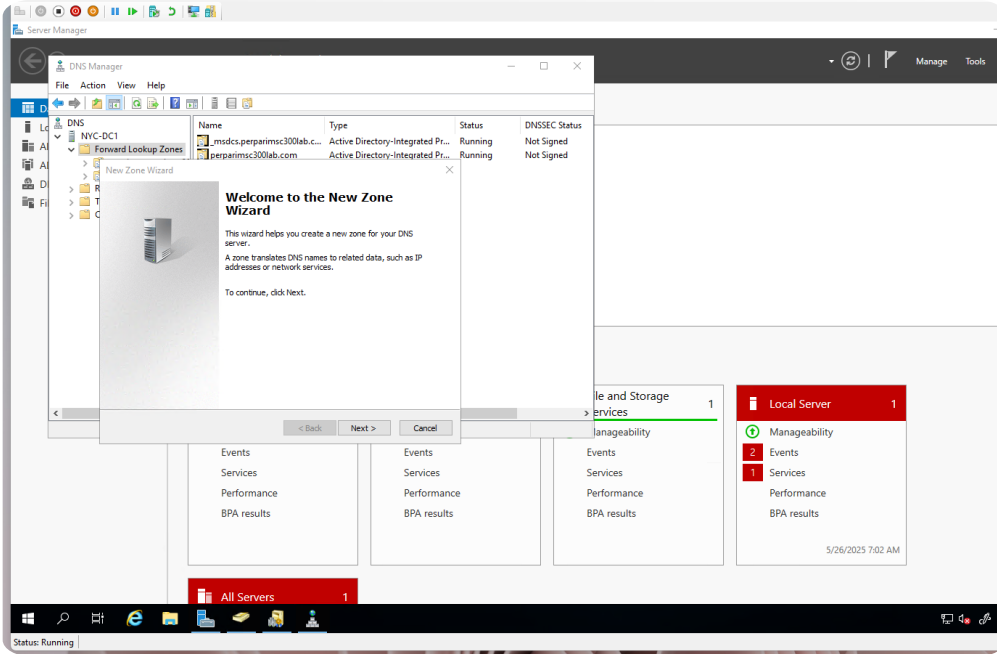 Server Manager
Manage
Tools
DNS Manager
File Action View Help
DNS
NYC-DC1
Forward Lookup Zones
Name Type Status DNSSEC Status
_msdcs.perparimsc300lab.c... Active Directory-Integrated Pr... Running Not Signed
perparimsc300lab.com Active Directory-Integrated Pr... Running Not Signed
New Zone Wizard
Welcome to the New Zone
Wizard
This wizard helps you create a new zone for your DNS
server.
A zone translates DNS names to related data, such as IP
addresses or network services.
To continue, click Next.
< Back
Next >
Cancel
Events
Services
Performance
BPA results
Events
Services
Performance
BPA results
le and Storage 1
ervices
anageability
Events
Services
Performance
BPA results
Local Server 1
Manageability
2 Events
1 Services
Performance
BPA results
5/26/2025 7:02 AM
All Servers 1
Status: Running